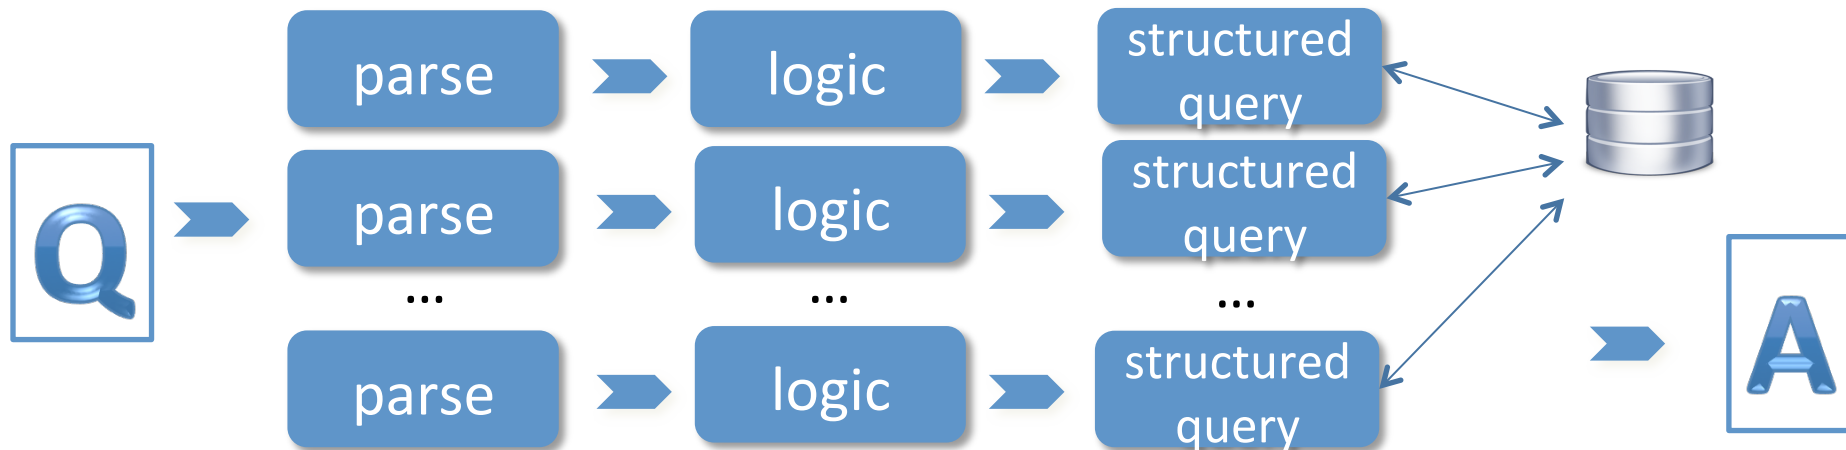 parse
logic
structured
query
Q
parse
logic
structured
query
...
...
...
parse
logic
structured
query
A